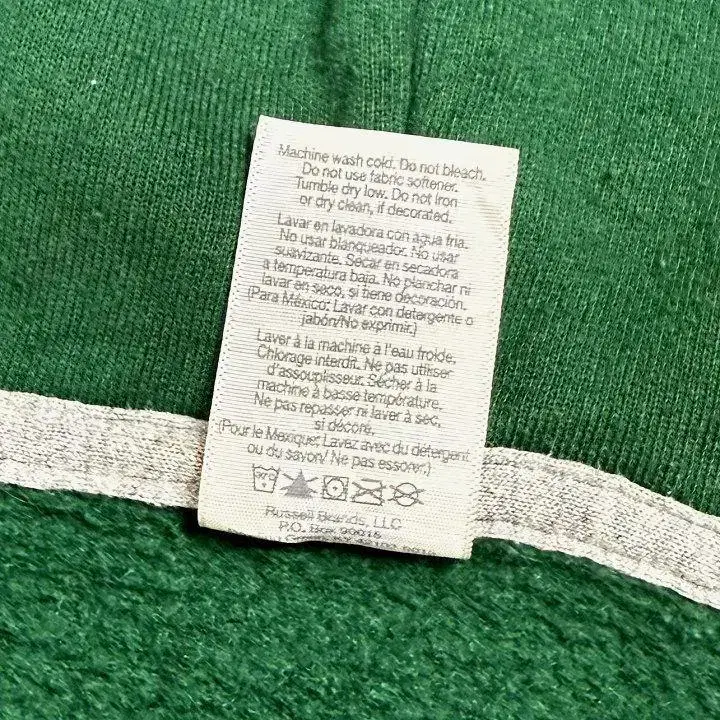 Machine wash cold. Do not bleach.
Do not use fabric softener.
Tumble dry low. Do not iron
or dry clean, if decorated.
Lavar en lavadora con agua fria.
No usar blanqueador. No usar
suavizante. Secar en secadora
a temperatura baja. No planchar ni
lavar en seco, si tiene decoración.
(Para México: Lavar con detergente o
jabón/No exprimir.)
Laver à la machine à l'eau froide,
Chlorage interdit. Ne pas utiliser
d'assouplisseur. Sécher à la
machine à basse température.
Ne pas repasser ni laver à sec,
si décoré.
(Pour le Mexique: Lavez avec du détergent
ou du savon/ Ne pas essorer.)
Russell Brands, LLC
P.O. Box 90015